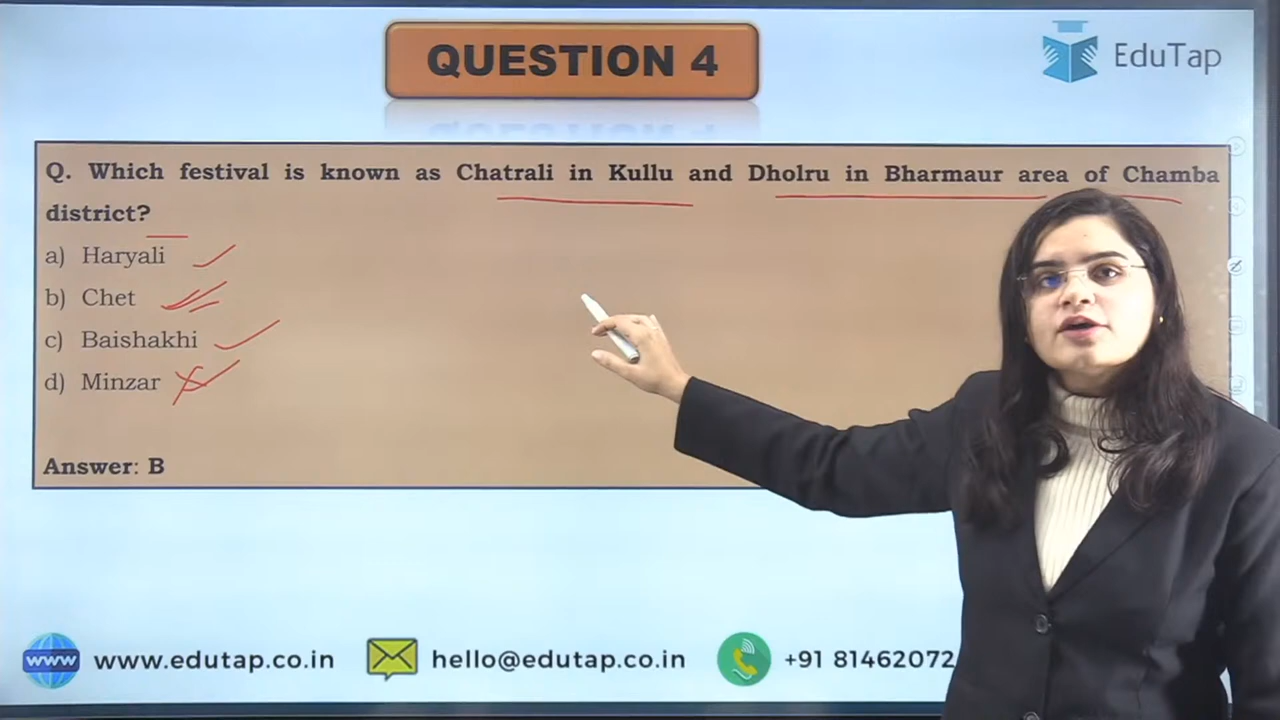 QUESTION 4
EduTap
Q. Which festival is known as Chatrali in Kullu and Dholru in Bharmaur area of Chamba
district?
a) Haryali
b) Chet
c) Baishakhi
d) Minzar
Answer: B
www
www.edutap.co.in
hello@edutap.co.in
+91 81462072